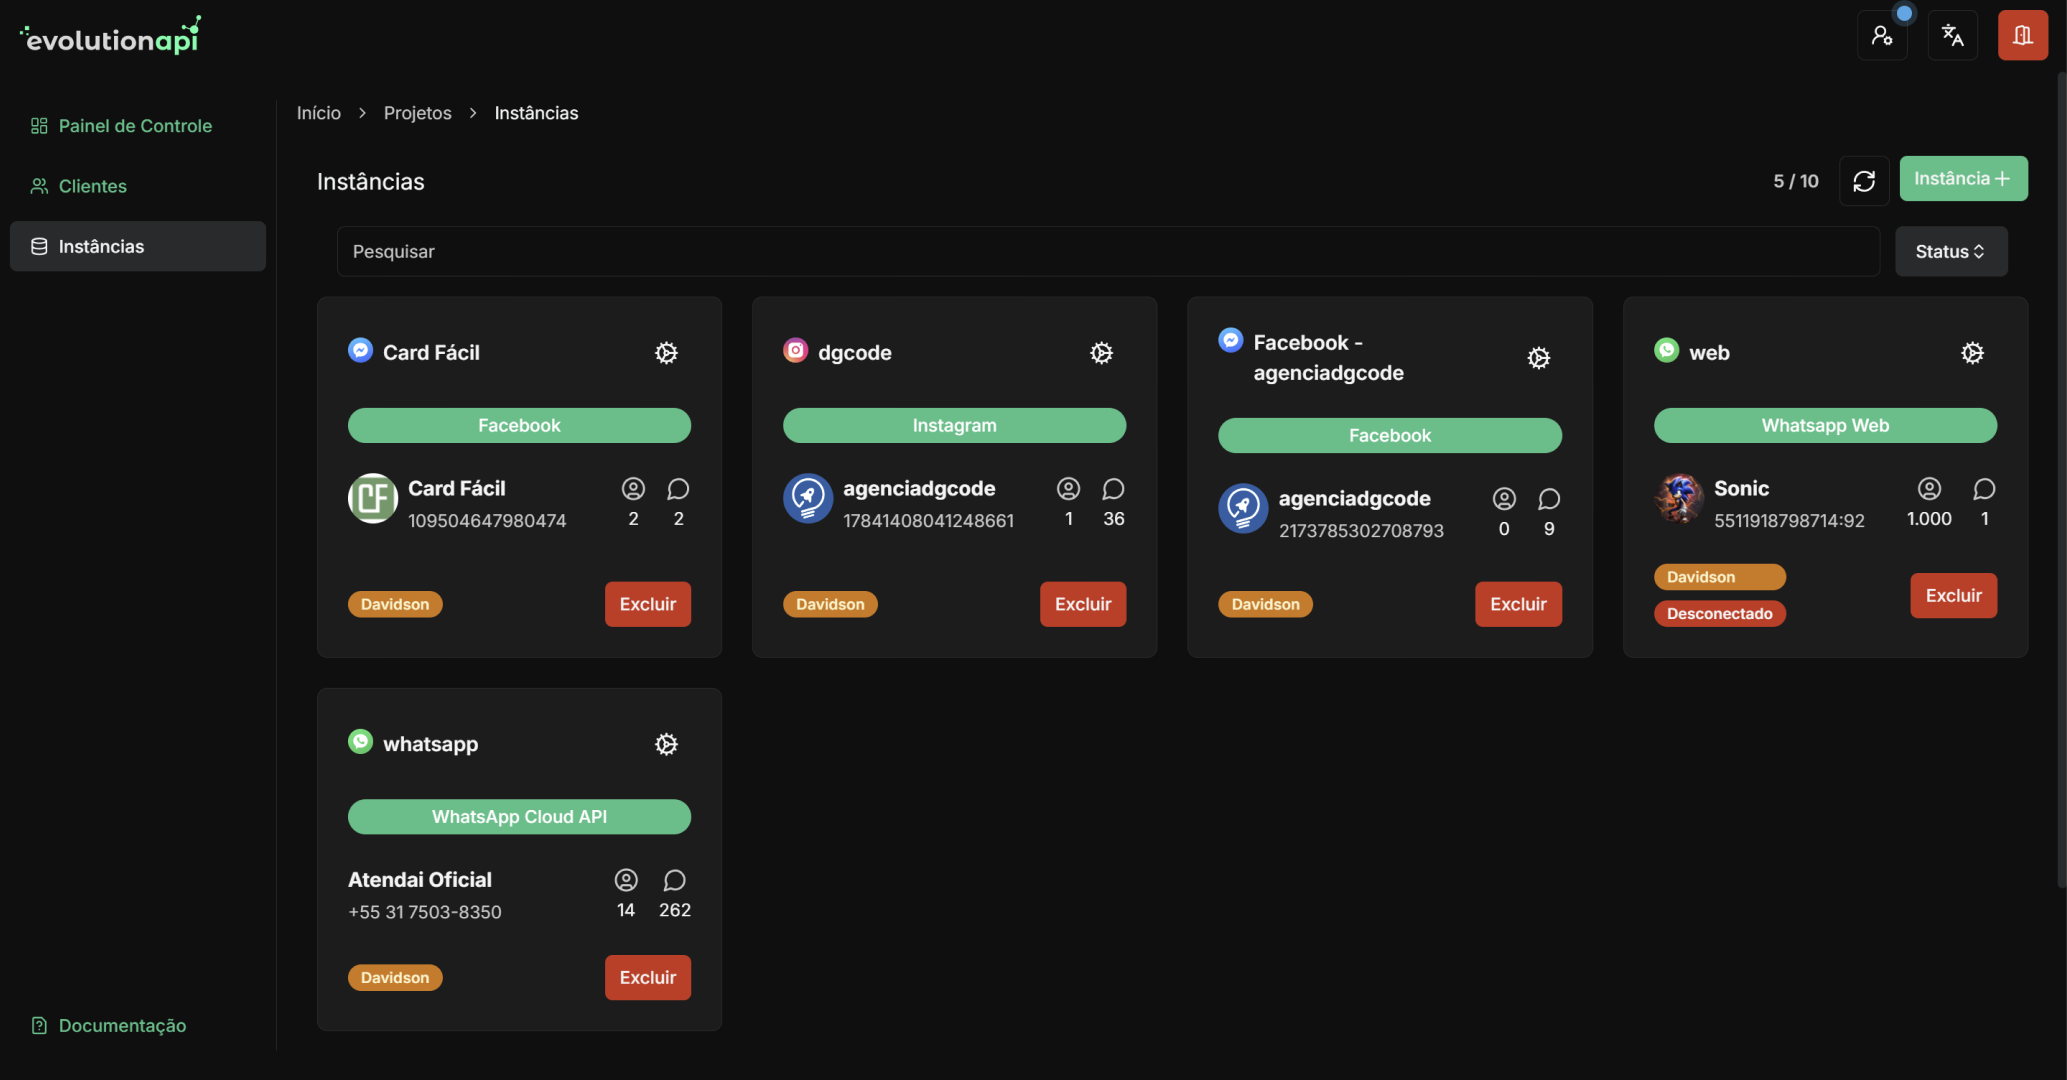 evolutionapi
Painel de Controle
Clientes
Instâncias
Documentação
Início > Projetos > Instâncias
Instâncias
5 / 10
Instância+
Pesquisar
Status
Card Fácil
Facebook
CF
Card Fácil
109504647980474
2
2
Davidson
Excluir
dgcode
Instagram
agenciadgcode
17841408041248661
1
36
Davidson
Excluir
Facebook -
agenciadgcode
Facebook
agenciadgcode
2173785302708793
0
9
Davidson
Excluir
web
Whatsapp Web
Sonic
5511918798714:92
1.000
1
Davidson
Desconectado
Excluir
whatsapp
WhatsApp Cloud API
Atendai Oficial
+55 31 7503-8350
14
262
Davidson
Excluir